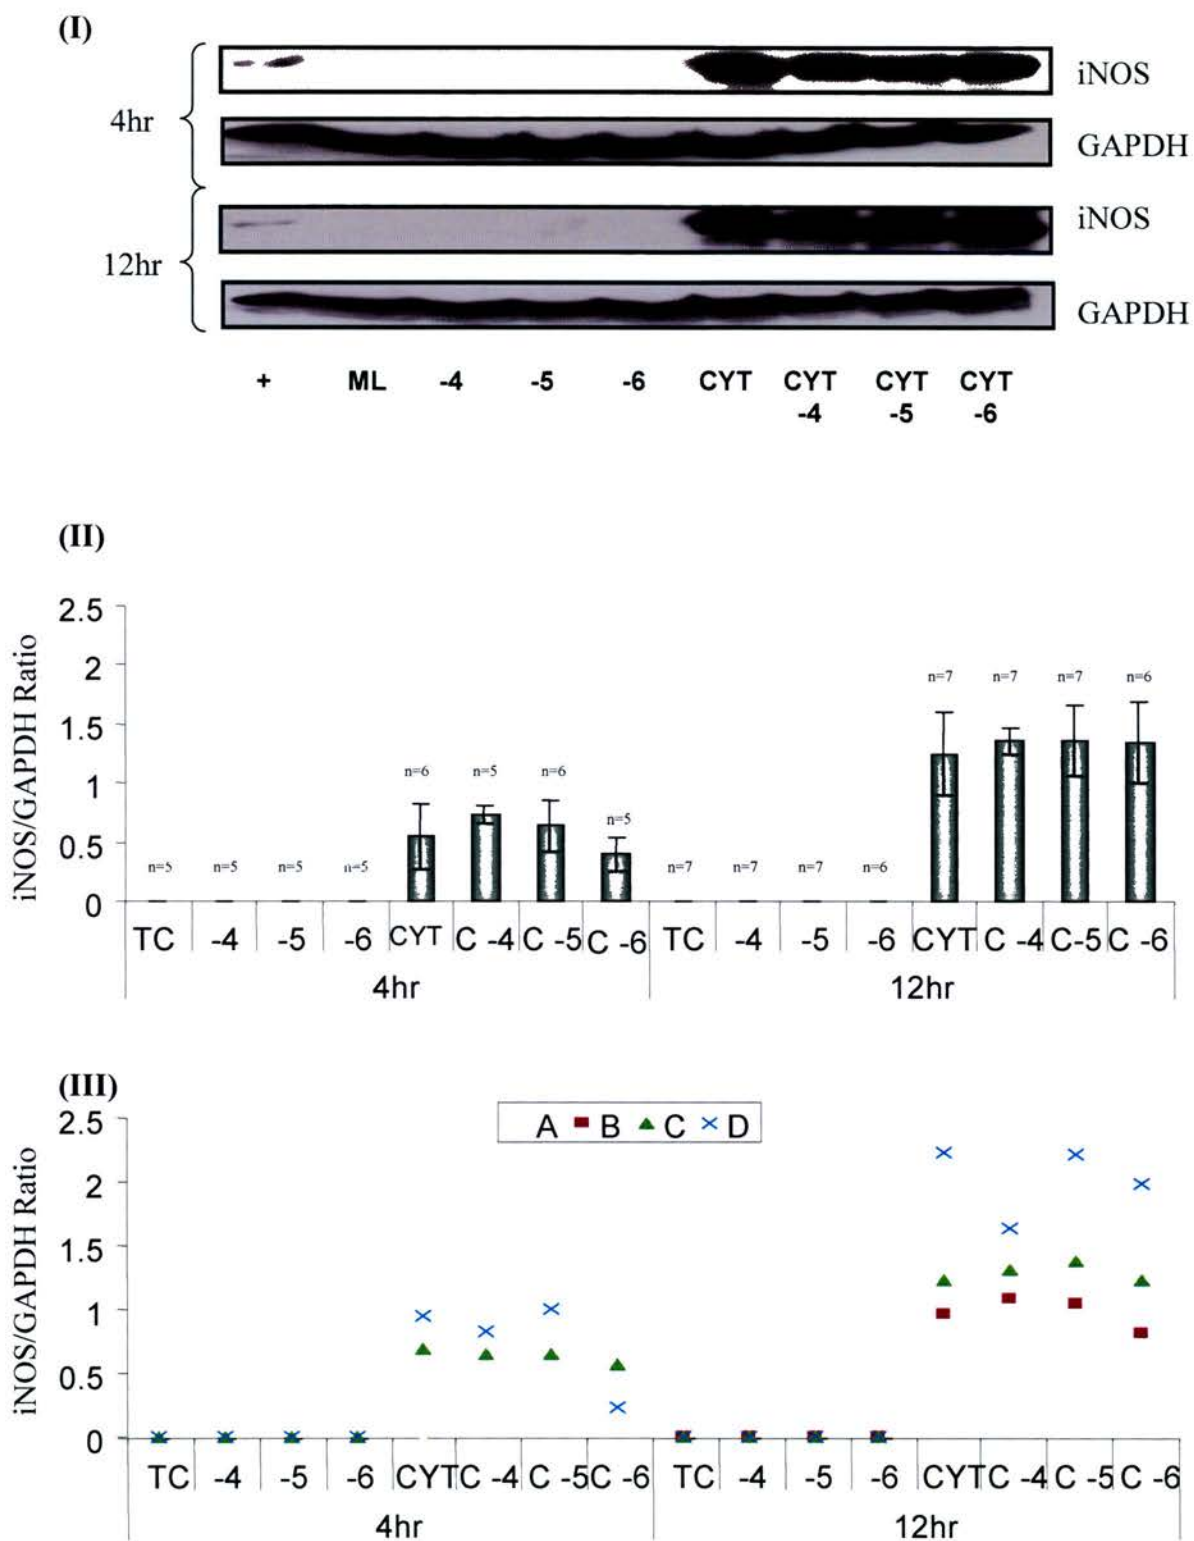 (I)
iNOS
4hr
GAPDH
iNOS
12hr
GAPDH
+ ML -4 -5 -6 CYT CYT CYT CYT
-4 -5 -6
(II)
iNOS/GAPDH Ratio
2.5
2
1.5
1
0.5
0
n=5 n=5 n=5 n=5 n=6 n=5 n=6 n=5 n=7 n=7 n=7 n=6 n=7 n=7 n=7 n=6
TC -4 -5 -6 CYT C -4 C -5 C -6 TC -4 -5 -6 CYT C -4 C-5 C -6
4hr 12hr
(III)
iNOS/GAPDH Ratio
A B C D
2.5
2
1.5
1
0.5
0
TC -4 -5 -6 CYT C -4 C -5 C -6 TC -4 -5 -6 CYT C -4 C -5 C -6
4hr 12hr